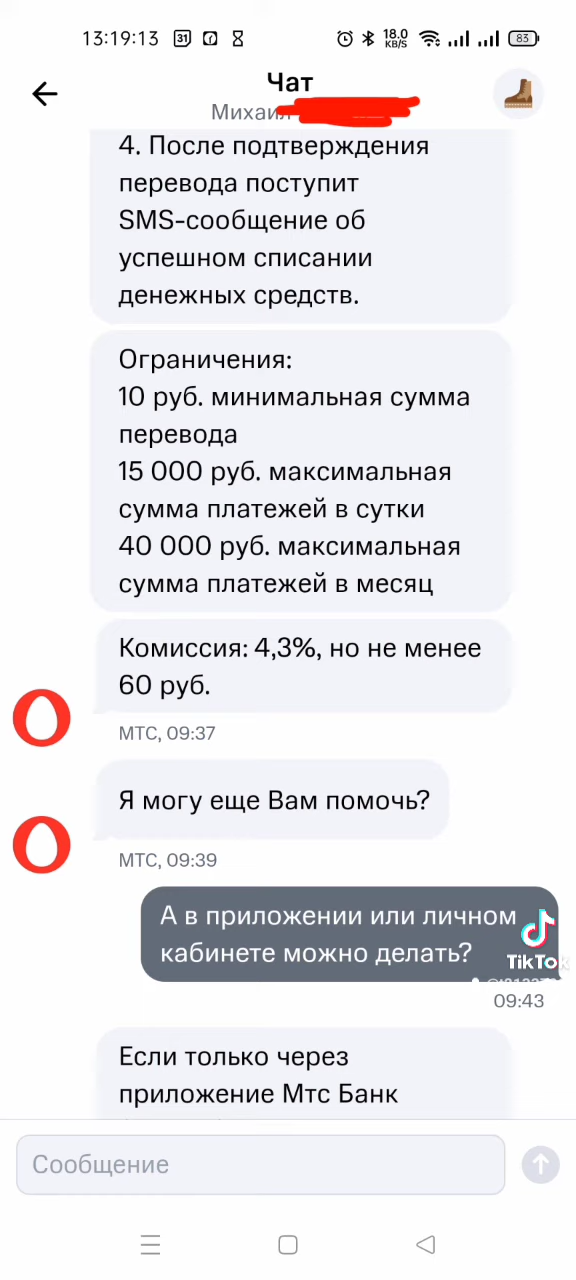 13:19:13
31
18.0
KB/S
83
Чат
Михаил
4. После подтверждения
перевода поступит
SMS-сообщение об
успешном списании
денежных средств.
Ограничения:
10 руб. минимальная сумма
перевода
15 000 руб. максимальная
сумма платежей в сутки
40 000 руб. максимальная
сумма платежей в месяц
Комиссия: 4,3%, но не менее
60 руб.
МТС, 09:37
Я могу еще Вам помочь?
МТС, 09:39
А в приложении или личном
кабинете можно делать?
TikTok
09:43
Если только через
приложение Мтс Банк
Сообщение